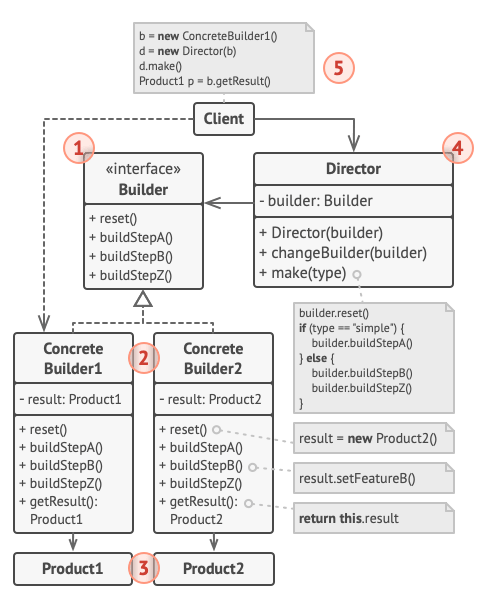 b = new ConcreteBuilder1()
d = new Director(b)
d.make()
Product1 p = b.getResult()
5
Client
1
«interface»
Builder
+ reset()
+ buildStepA()
+ buildStepB()
+ buildStepZ()
4
Director
- builder: Builder
+ Director(builder)
+ changeBuilder(builder)
+ make(type)
builder.reset()
if (type == "simple") {
builder.buildStepA()
} else {
builder.buildStepB()
builder.buildStepZ()
}
Concrete
Builder1
- result: Product1
+ reset()
+ buildStepA()
+ buildStepB()
+ buildStepZ()
+ getResult():
Product1
2
Concrete
Builder2
- result: Product2
+ reset()
+ buildStepA()
+ buildStepB()
+ buildStepZ()
+ getResult():
Product2
result = new Product2()
result.setFeatureB()
return this.result
Product1
3
Product2